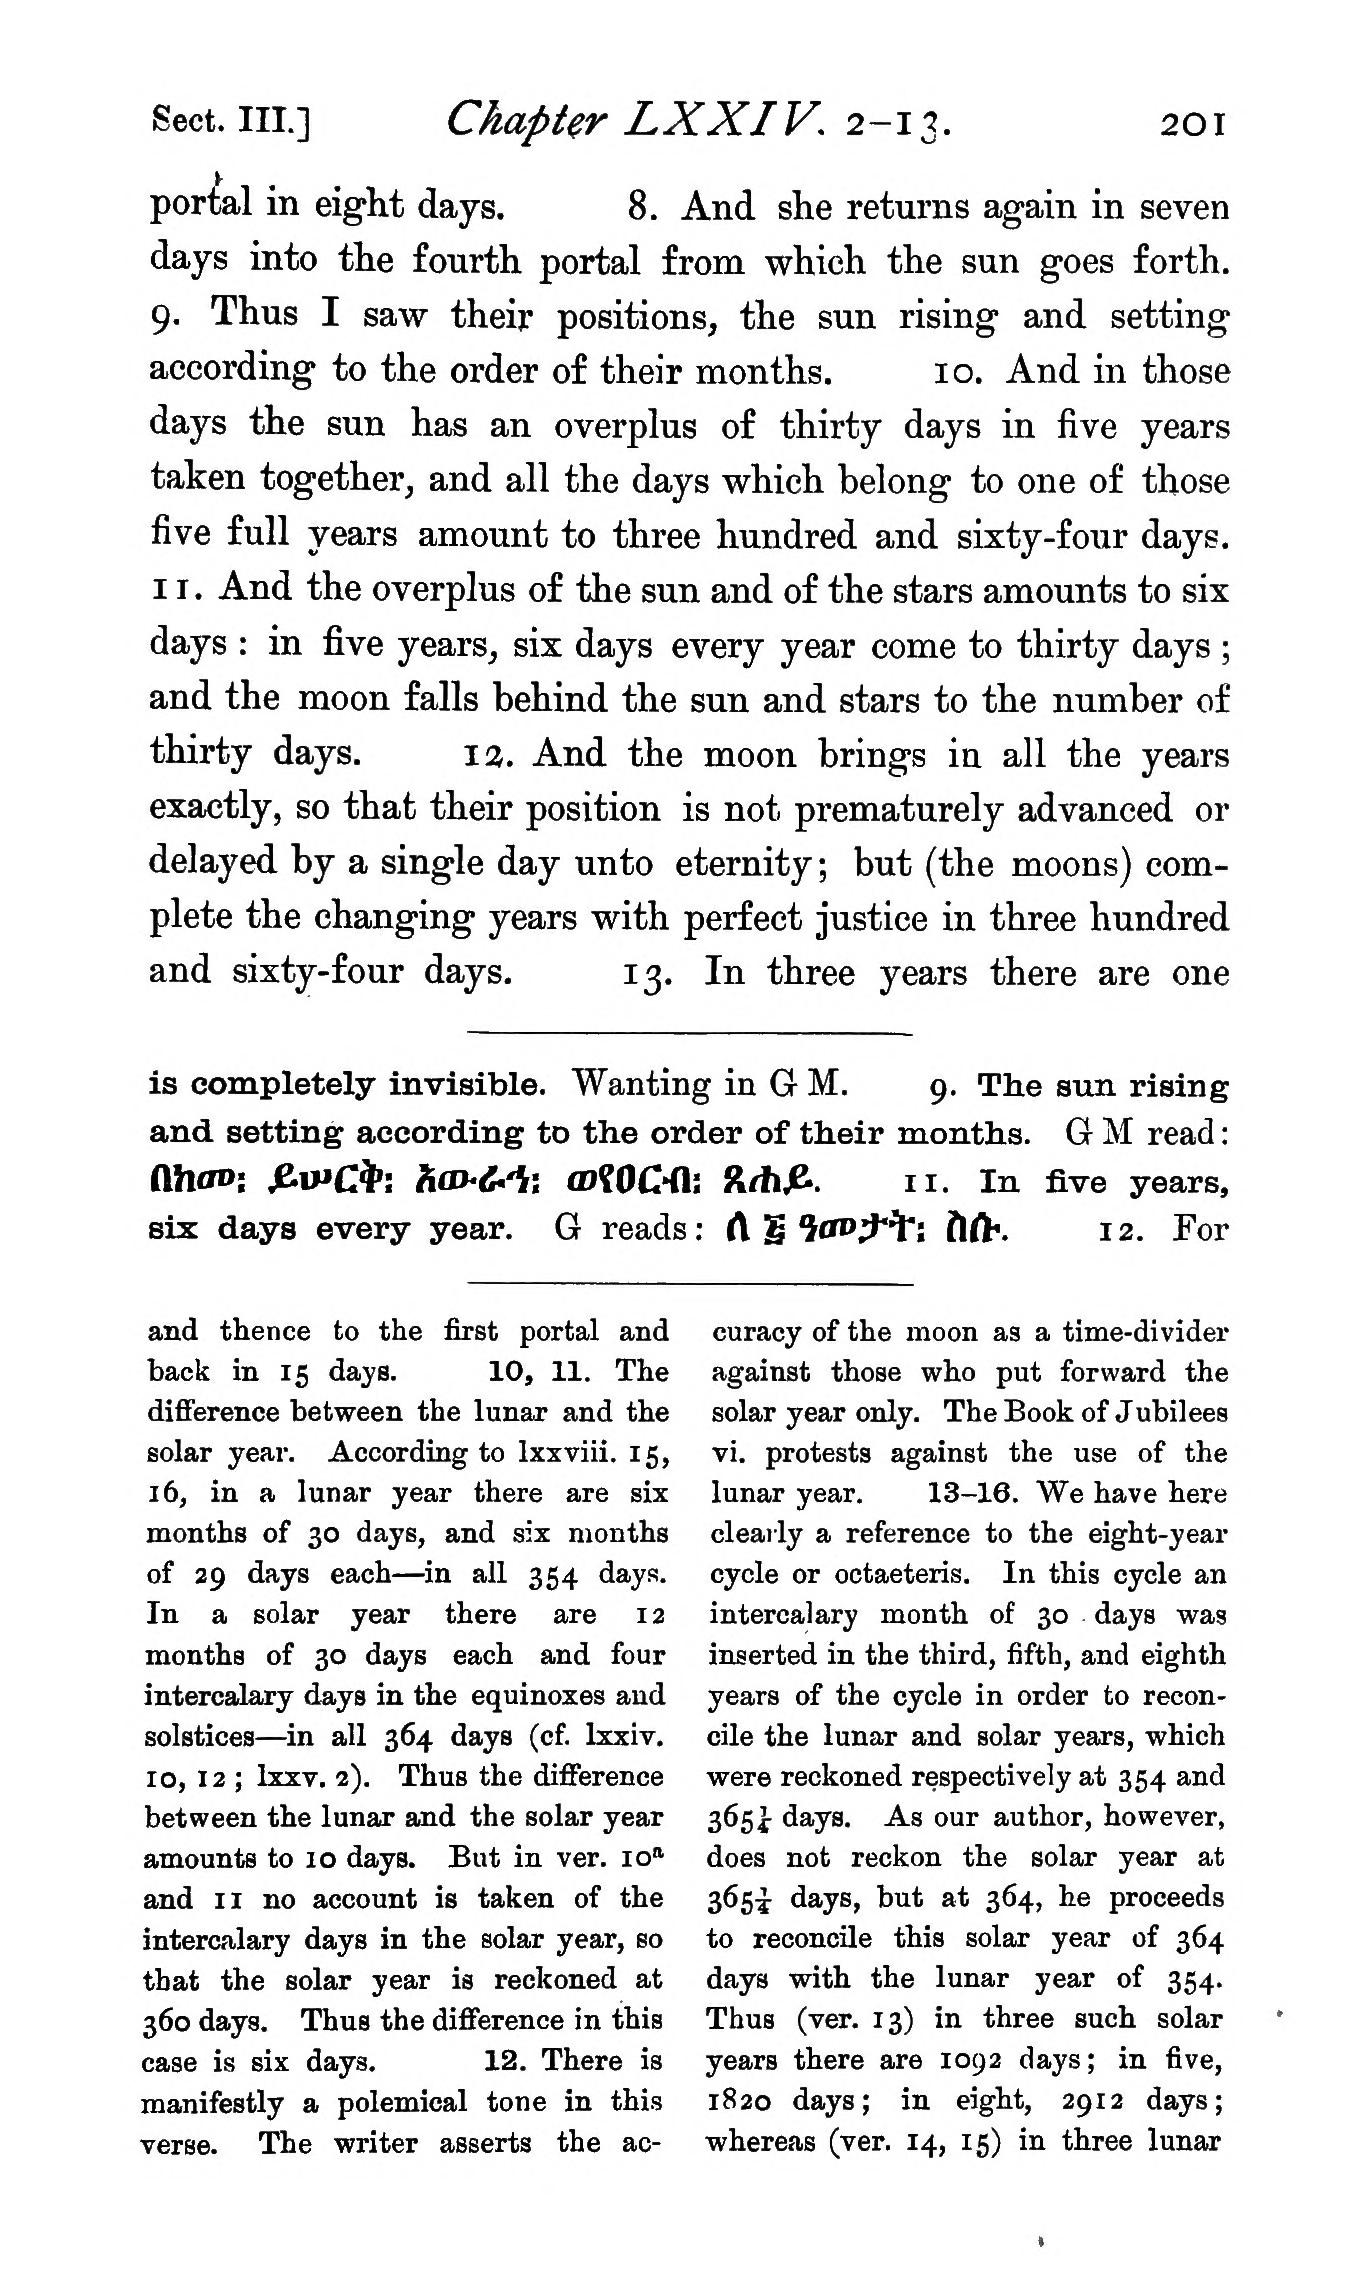 Sect. III.] Chapter LXXIV. 2–13. 201
portal in eight days. 8. And she returns again in seven
days into the fourth portal from which the sun goes forth.
9. Thus I saw their positions, the sun rising and setting
according to the order of their months. 10. And in those
days the sun has an overplus of thirty days in five years
taken together, and all the days which belong to one of those
five full years amount to three hundred and sixty-four days.
11. And the overplus of the sun and of the stars amounts to six
days : in five years, six days every year come to thirty days ;
and the moon falls behind the sun and stars to the number of
thirty days. 12. And the moon brings in all the years
exactly, so that their position is not prematurely advanced or
delayed by a single day unto eternity; but (the moons) com-
plete the changing years with perfect justice in three hundred
and sixty-four days. 13. In three years there are one
is completely invisible. Wanting in G M. 9. The sun rising
and setting according to the order of their months. G M read:
በከመ፡ ይሠርቅ፡ አውራኅ፡ ወየዐርብ፡ ጸሐይ. 11. In five years,
six days every year. G reads: ለ ፮ ዓመታት፡ ስሱ. 12. For
and thence to the first portal and
back in 15 days. 10, 11. The
difference between the lunar and the
solar year. According to lxxviii. 15,
16, in a lunar year there are six
months of 30 days, and six months
of 29 days each—in all 354 days.
In a solar year there are 12
months of 30 days each and four
intercalary days in the equinoxes and
solstices—in all 364 days (cf. lxxiv.
10, 12 ; lxxv. 2). Thus the difference
between the lunar and the solar year
amounts to 10 days. But in ver. 10ᵃ
and 11 no account is taken of the
intercalary days in the solar year, so
that the solar year is reckoned at
360 days. Thus the difference in this
case is six days. 12. There is
manifestly a polemical tone in this
verse. The writer asserts the ac-
curacy of the moon as a time-divider
against those who put forward the
solar year only. The Book of Jubilees
vi. protests against the use of the
lunar year. 13–16. We have here
clearly a reference to the eight-year
cycle or octaeteris. In this cycle an
intercalary month of 30 days was
inserted in the third, fifth, and eighth
years of the cycle in order to recon-
cile the lunar and solar years, which
were reckoned respectively at 354 and
365¼ days. As our author, however,
does not reckon the solar year at
365¼ days, but at 364, he proceeds
to reconcile this solar year of 364
days with the lunar year of 354.
Thus (ver. 13) in three such solar
years there are 1092 days; in five,
1820 days; in eight, 2912 days;
whereas (ver. 14, 15) in three lunar